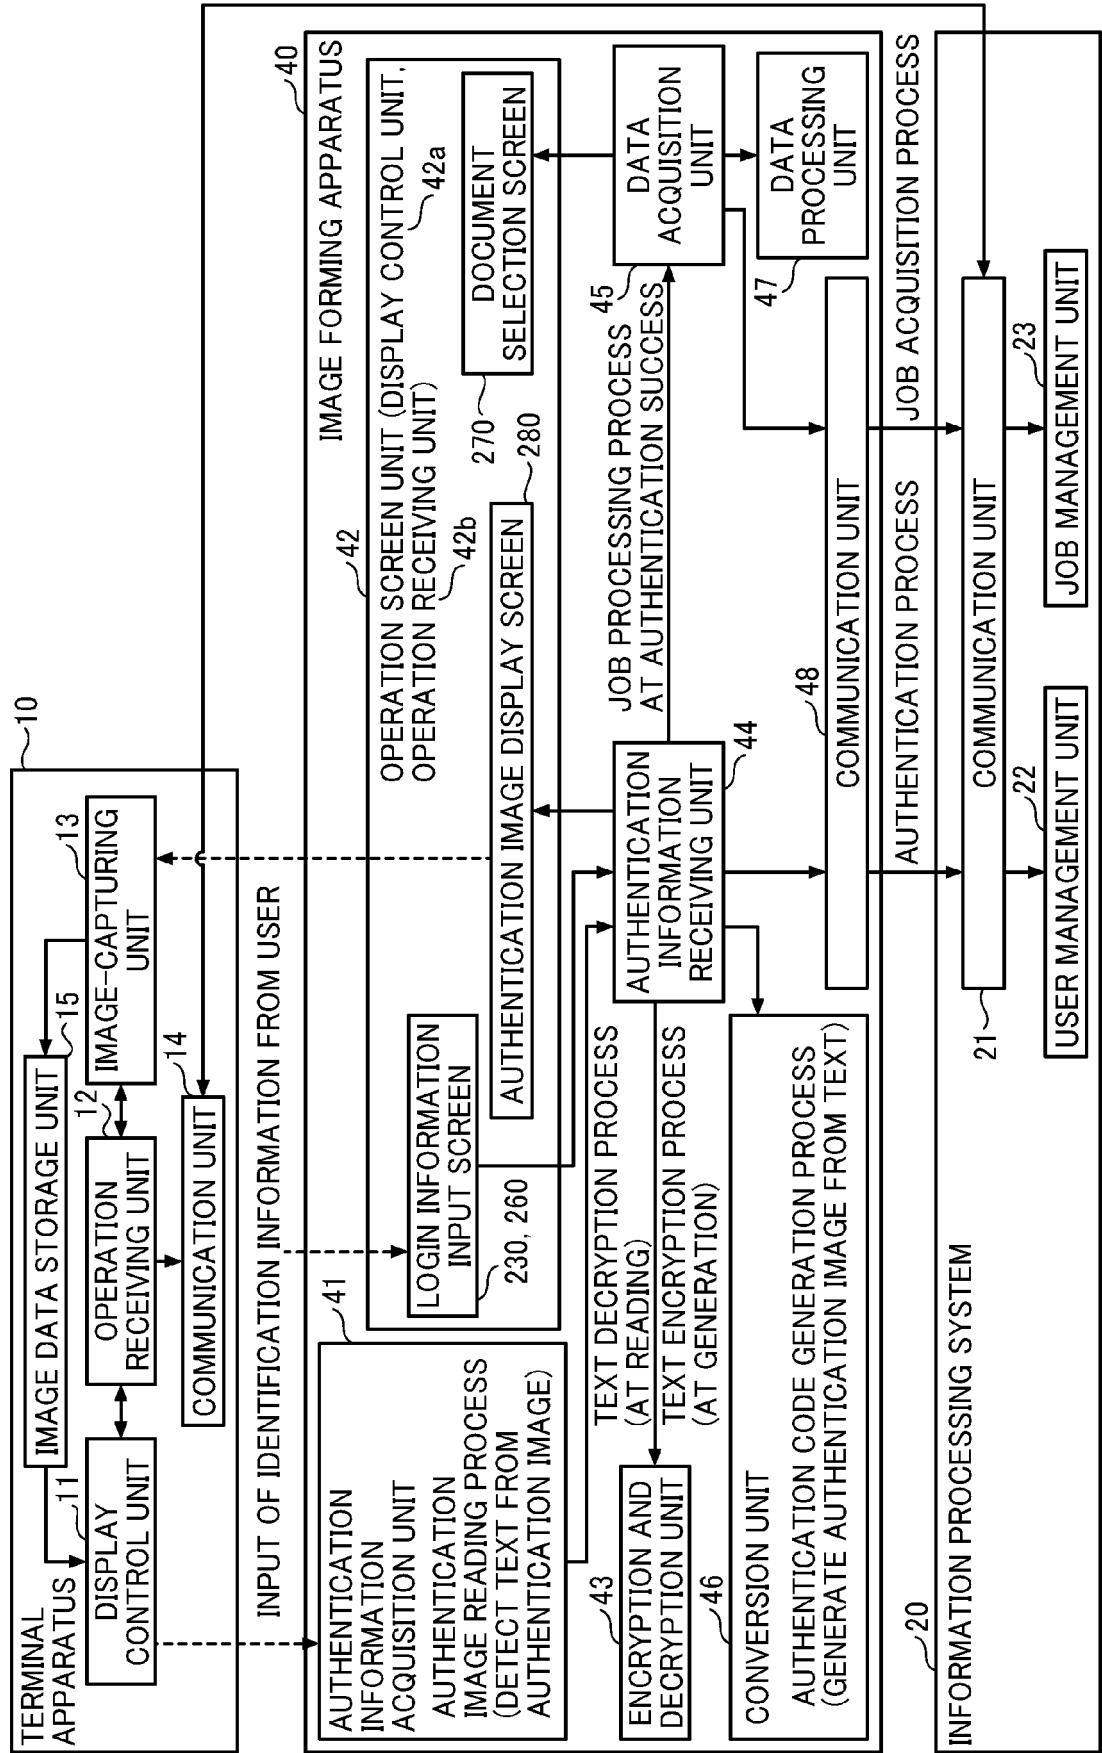 10
TERMINAL
APPARATUS
11
DISPLAY
CONTROL UNIT
IMAGE DATA STORAGE UNIT
15
12
OPERATION
RECEIVING UNIT
13
IMAGE-CAPTURING
UNIT
14
COMMUNICATION UNIT
INPUT OF IDENTIFICATION INFORMATION FROM USER
40
IMAGE FORMING APPARATUS
41
AUTHENTICATION
INFORMATION
ACQUISITION UNIT
AUTHENTICATION
IMAGE READING PROCESS
(DETECT TEXT FROM
AUTHENTICATION IMAGE)
42
OPERATION SCREEN UNIT (DISPLAY CONTROL UNIT,
OPERATION RECEIVING UNIT)
42a
42b
LOGIN INFORMATION
INPUT SCREEN
230, 260
AUTHENTICATION IMAGE DISPLAY SCREEN
280
270
DOCUMENT
SELECTION SCREEN
TEXT DECRYPTION PROCESS
(AT READING)
TEXT ENCRYPTION PROCESS
(AT GENERATION)
43
ENCRYPTION AND
DECRYPTION UNIT
AUTHENTICATION
INFORMATION
RECEIVING UNIT
44
JOB PROCESSING PROCESS
AT AUTHENTICATION SUCCESS
45
DATA
ACQUISITION
UNIT
46
CONVERSION UNIT
AUTHENTICATION CODE GENERATION PROCESS
(GENERATE AUTHENTICATION IMAGE FROM TEXT)
47
DATA
PROCESSING
UNIT
48
COMMUNICATION UNIT
AUTHENTICATION PROCESS
JOB ACQUISITION PROCESS
20
INFORMATION PROCESSING SYSTEM
21
COMMUNICATION UNIT
22
USER MANAGEMENT UNIT
23
JOB MANAGEMENT UNIT